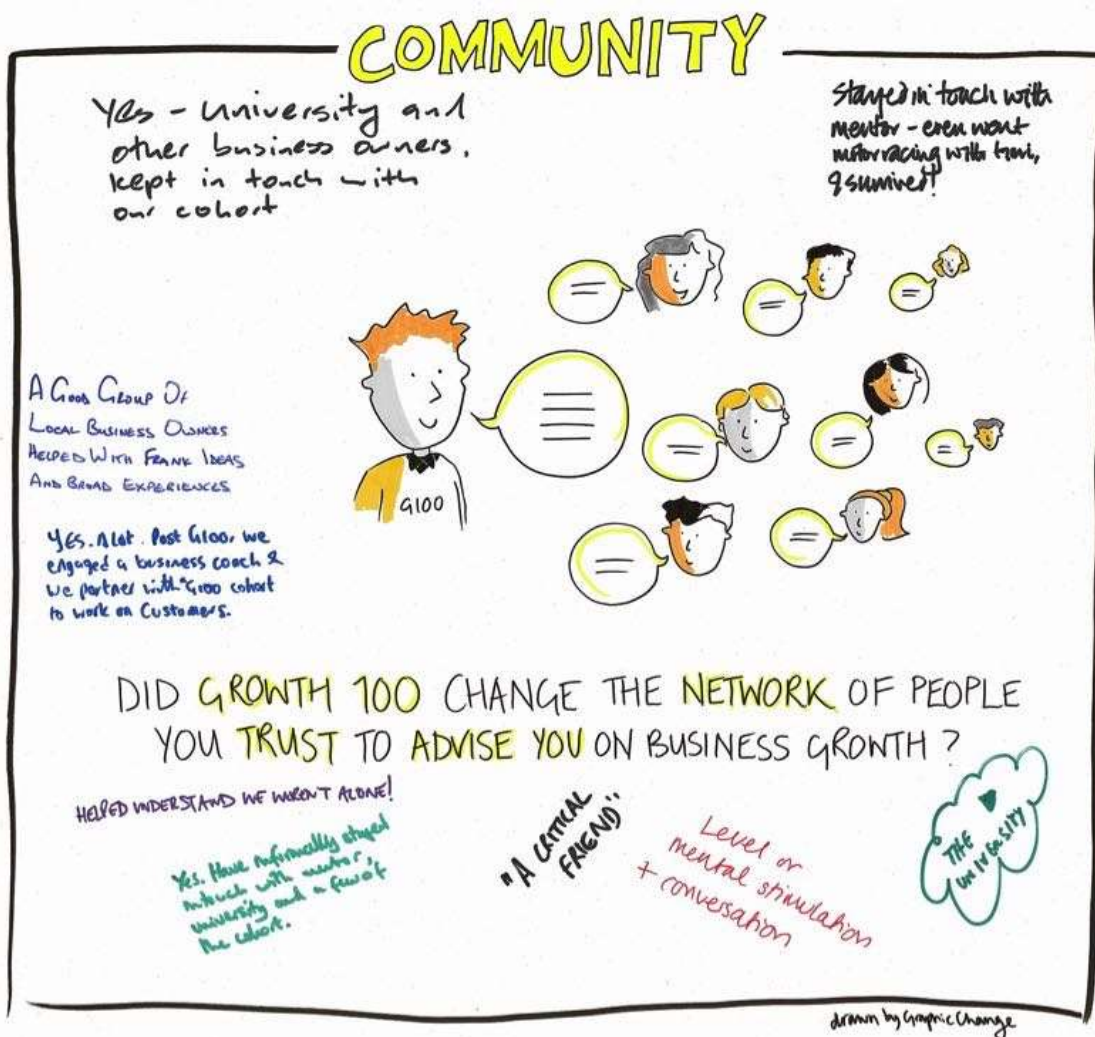 COMMUNITY
Yes - University and
other business owners,
kept in touch with
our cohort
Stayed in touch with
mentor - even went
motor racing with them,
& survived!
A Good Group Of
Local Business Owners
Helped With Frank Ideas
And Broad Experiences
G100
YES. A lot. Post G100, we
engaged a business coach &
we partner with G100 cohort
to work on Customers.
DID GROWTH 100 CHANGE THE NETWORK OF PEOPLE
YOU TRUST TO ADVISE YOU ON BUSINESS GROWTH?
HELPED UNDERSTAND WE WEREN'T ALONE!
Yes. Have informally stayed
in touch with mentor,
university and a few of
the cohort.
"A CRITICAL
FRIEND".
Level or
mental stimulation
+ conversation
THE
UNIVERSITY
drawn by Graphic Change